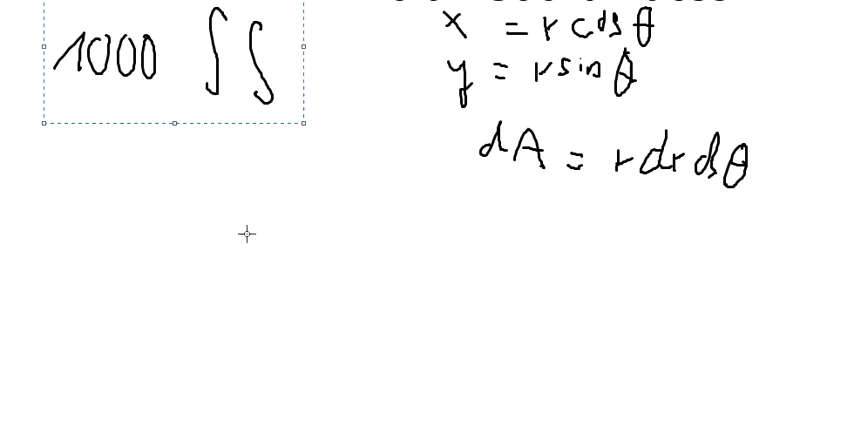 x = r cos θ
y = r sin θ
1000 ∫∫
dA = r dr dθ